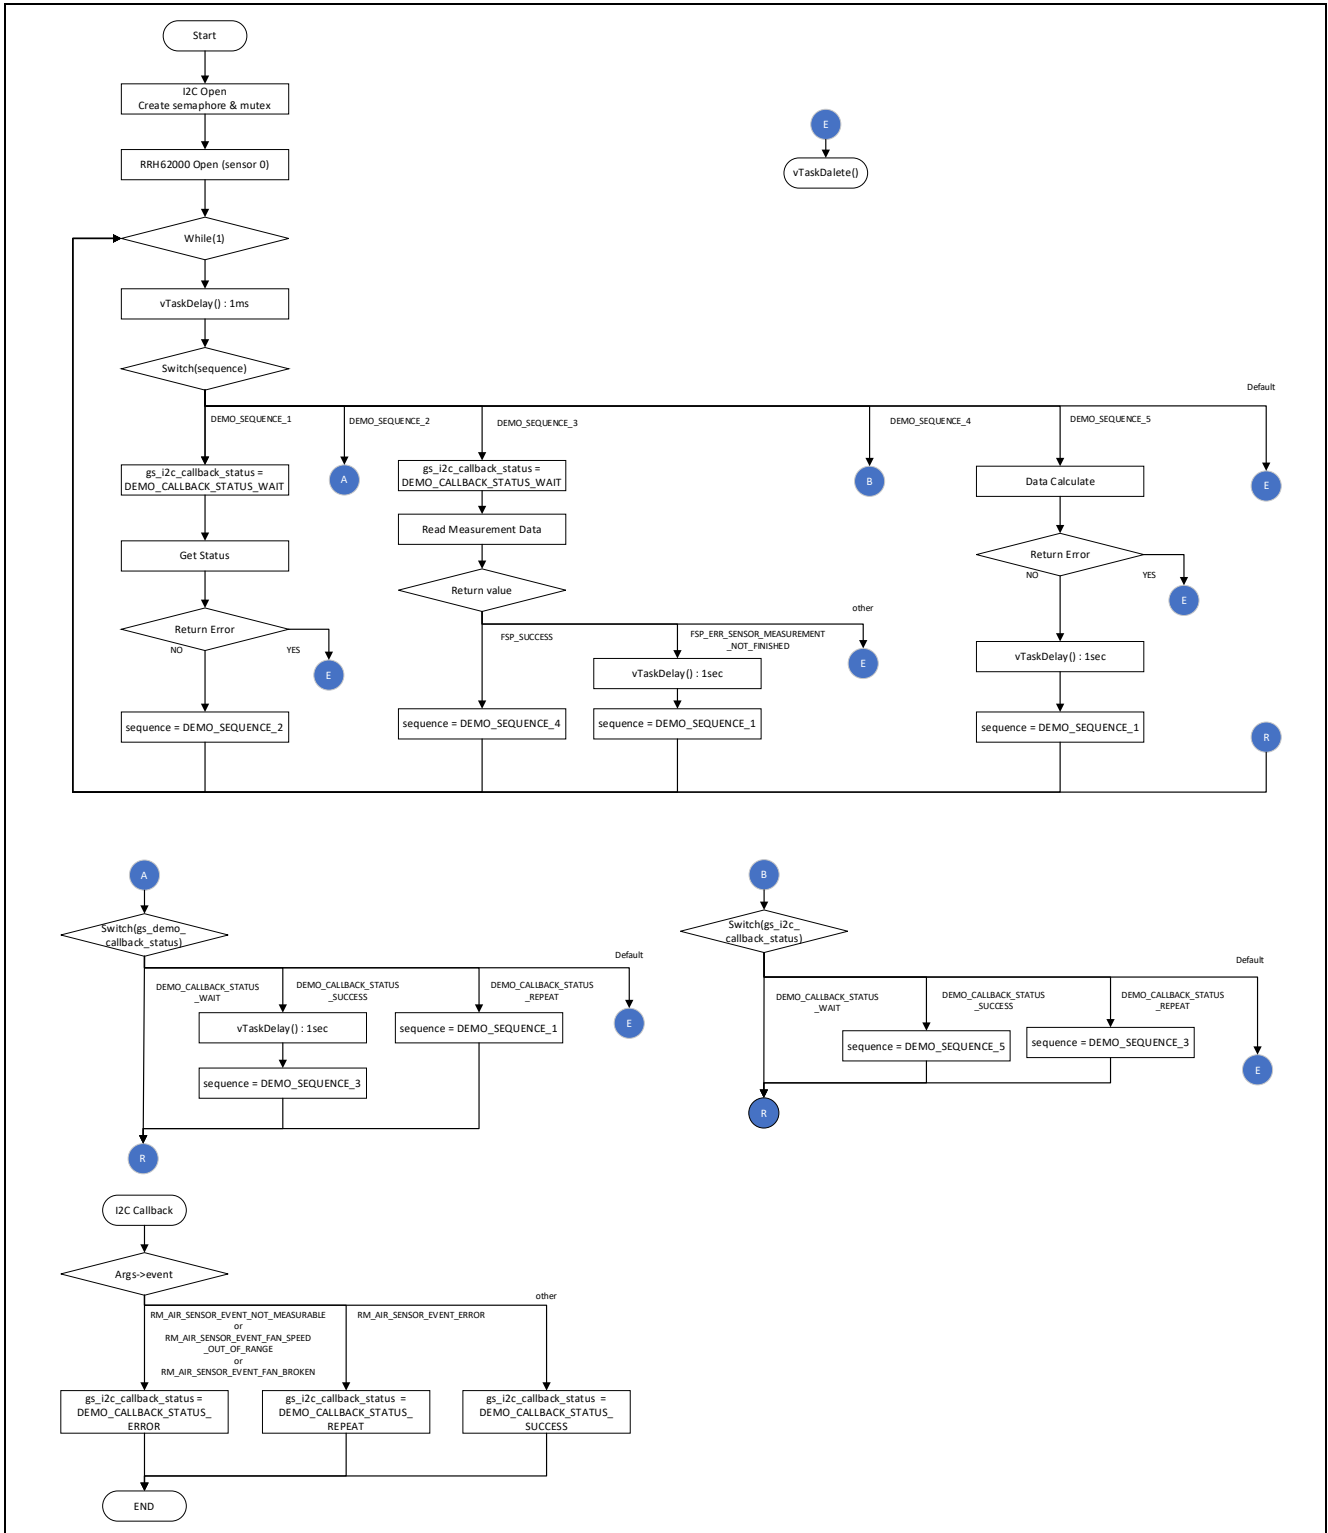 Start
I2C Open
Create semaphore & mutex
E
RRH62000 Open (sensor 0)
vTaskDalete()
While(1)
vTaskDelay() : 1ms
Switch(sequence)
Default
DEMO_SEQUENCE_1
DEMO_SEQUENCE_2
DEMO_SEQUENCE_3
DEMO_SEQUENCE_4
DEMO_SEQUENCE_5
gs_i2c_callback_status =
DEMO_CALLBACK_STATUS_WAIT
A
gs_i2c_callback_status =
DEMO_CALLBACK_STATUS_WAIT
B
Data Calculate
E
Get Status
Read Measurement Data
Return Error
NO
YES
E
Return value
Return Error
NO
YES
E
FSP_SUCCESS
FSP_ERR_SENSOR_MEASUREMENT
_NOT_FINISHED
other
E
vTaskDelay() : 1sec
vTaskDelay() : 1sec
sequence = DEMO_SEQUENCE_2
sequence = DEMO_SEQUENCE_4
sequence = DEMO_SEQUENCE_1
sequence = DEMO_SEQUENCE_1
R
A
Switch(gs_demo_
callback_status)
Default
DEMO_CALLBACK_STATUS
_WAIT
DEMO_CALLBACK_STATUS
_SUCCESS
DEMO_CALLBACK_STATUS
_REPEAT
vTaskDelay() : 1sec
sequence = DEMO_SEQUENCE_1
E
sequence = DEMO_SEQUENCE_3
R
B
Switch(gs_i2c_
callback_status)
Default
DEMO_CALLBACK_STATUS
_WAIT
DEMO_CALLBACK_STATUS
_SUCCESS
DEMO_CALLBACK_STATUS
_REPEAT
sequence = DEMO_SEQUENCE_5
sequence = DEMO_SEQUENCE_3
E
R
I2C Callback
Args->event
other
RM_AIR_SENSOR_EVENT_NOT_MEASURABLE
or
RM_AIR_SENSOR_EVENT_FAN_SPEED
_OUT_OF_RANGE
or
RM_AIR_SENSOR_EVENT_FAN_BROKEN
RM_AIR_SENSOR_EVENT_ERROR
gs_i2c_callback_status =
DEMO_CALLBACK_STATUS_
ERROR
gs_i2c_callback_status =
DEMO_CALLBACK_STATUS_
REPEAT
gs_i2c_callback_status =
DEMO_CALLBACK_STATUS_
SUCCESS
END